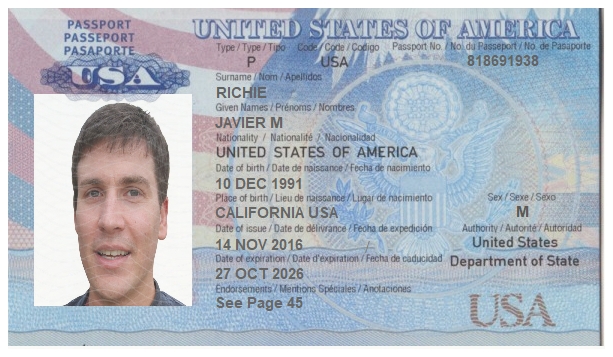 PASSPORT
PASSEPORT
PASAPORTE
USA
UNITED STATES OF AMERICA
Type / Type / Tipo Code / Code / Codigo Passport No. / No. du Passeport / No. de Pasaporte
P USA 818691938
Surname / Nom / Apellidos
RICHIE
Given Names / Prénoms / Nombres
JAVIER M
Nationality / Nationalité / Nacionalidad
UNITED STATES OF AMERICA
Date of birth / Date de naissance / Fecha de nacimiento
10 DEC 1991
Place of birth / Lieu de naissance / Lugar de nacimiento Sex / Sexe / Sexo
CALIFORNIA USA M
Date of issue / Date de délivrance / Fecha de expedición Authority / Autorité / Autoridad
14 NOV 2016 United States
Date of expiration / Date d'expiration / Fecha de caducidad Department of State
27 OCT 2026
Endorsements / Mentions Spéciales / Anotaciones
See Page 45
USA